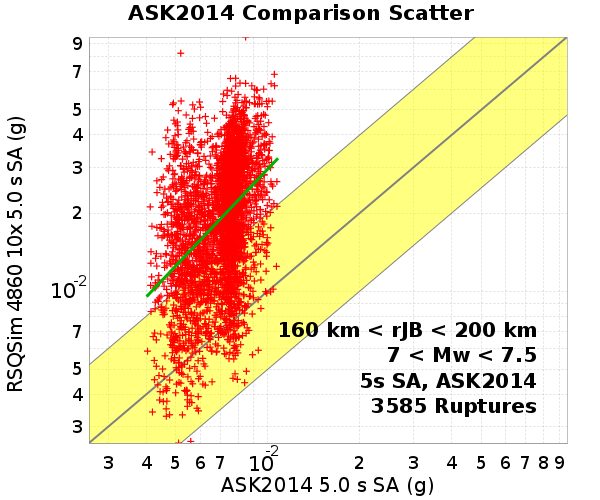 ASK2014 Comparison Scatter
RSQSim 4860 10x 5.0 s SA (g)
9
7
5
4
3
2
10-2
7
5
4
3
160 km < rJB < 200 km
7 < Mw < 7.5
5s SA, ASK2014
3585 Ruptures
3 4 5 6 7 10-2 2 3 4 5 6 7 8 9
ASK2014 5.0 s SA (g)